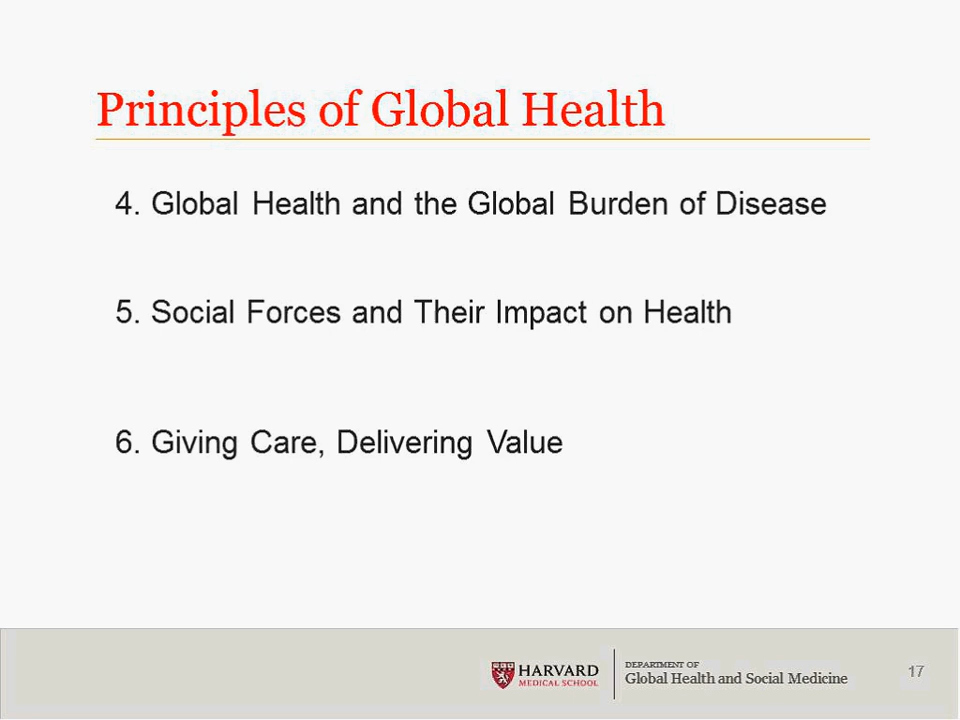 Principles of Global Health
4. Global Health and the Global Burden of Disease
5. Social Forces and Their Impact on Health
6. Giving Care, Delivering Value
HARVARD
MEDICAL SCHOOL
DEPARTMENT OF
Global Health and Social Medicine
17